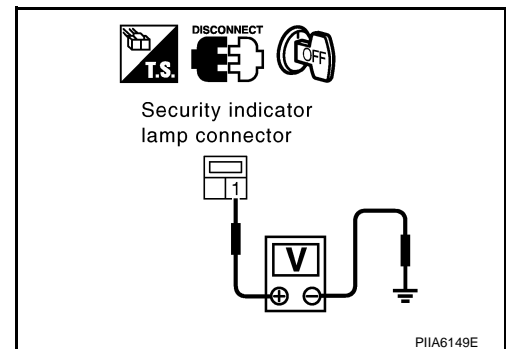 DISCONNECT
T.S.
OFF
Security indicator
lamp connector
1
V
+ −
PIIA6149E